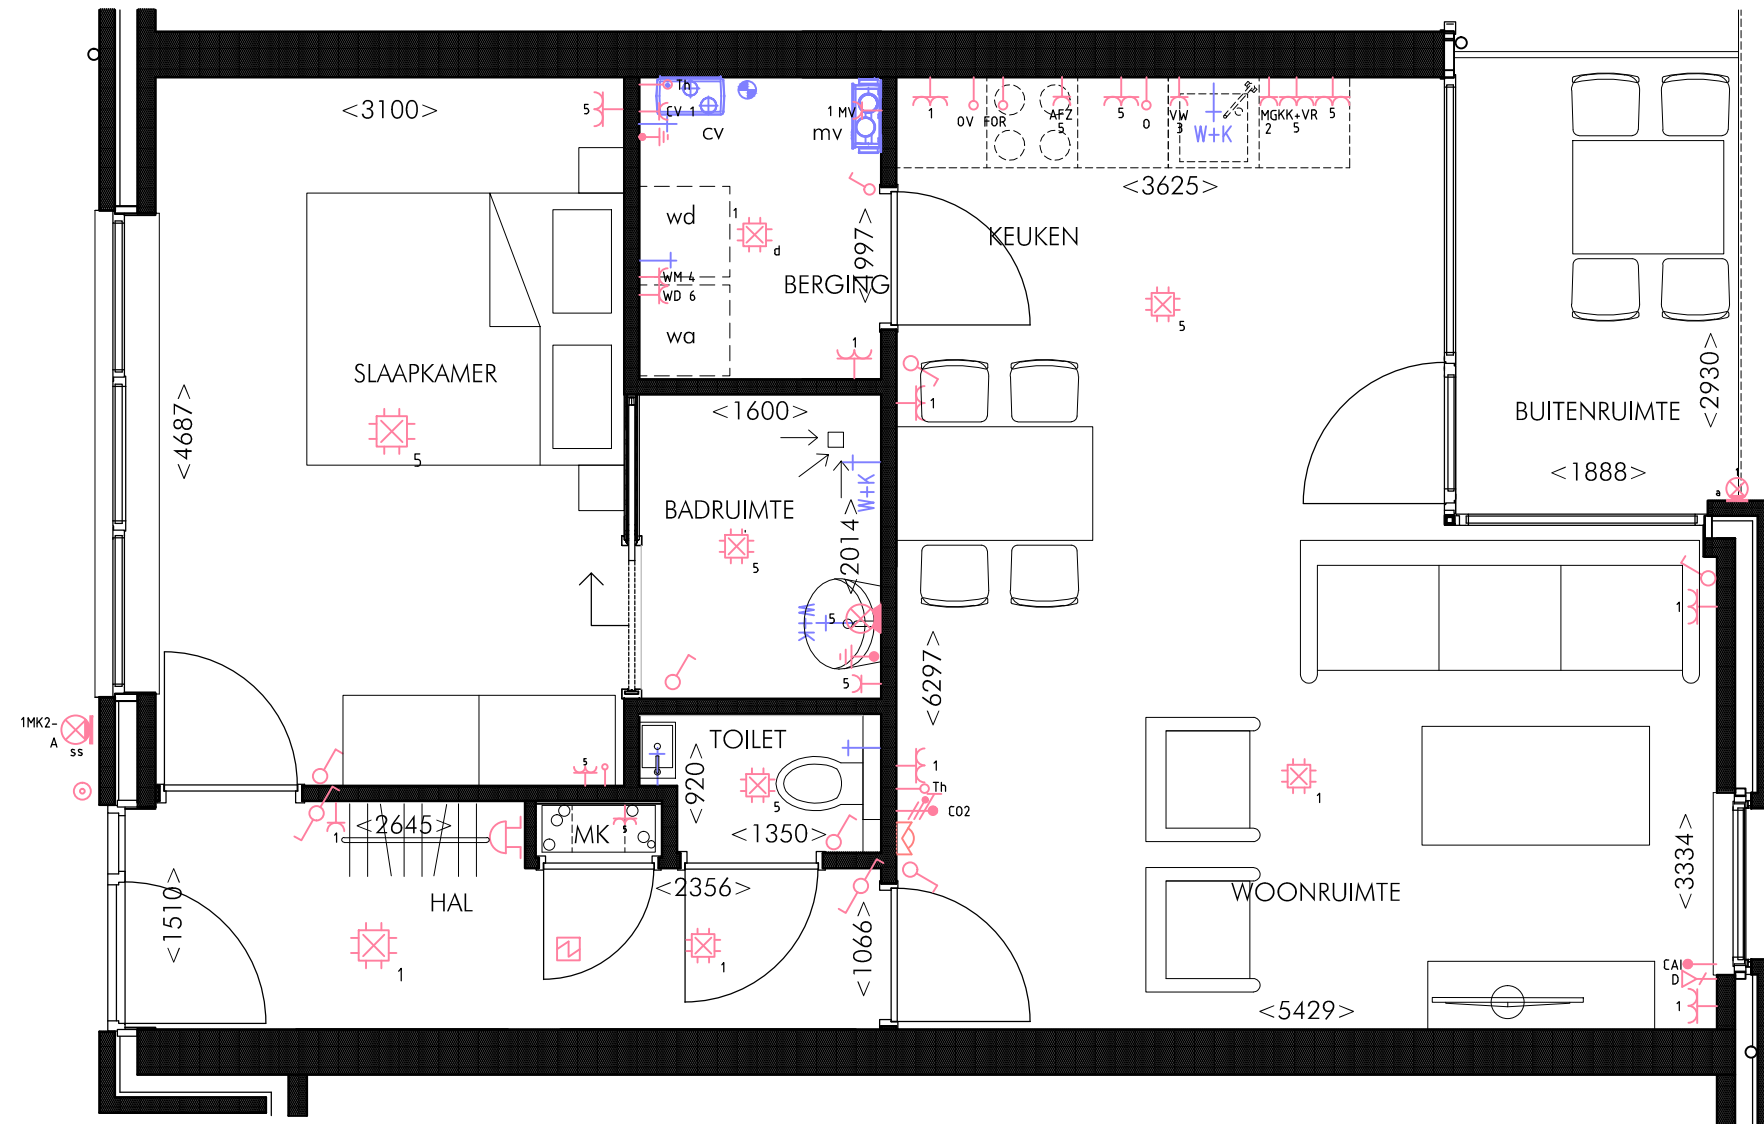 <3100>
5
Th
CV 1
cv
1 MV
mv
1
OV
FOR
AFZ
5
5
O
VW
3
W+K
MGKK+VR
2
5
5
<3625>
wd
1
d
<1997>
KEUKEN
WM 4
WD 6
BERGING
wa
1
5
SLAAPKAMER
<4687>
5
<1600>
1
<2930>
BUITENRUIMTE
<1888>
1
a
W+K
BADRUIMTE
<2014>
5
W+K
5
5
1
<6297>
1MK2-
A
ss
TOILET
<920>
5
<1350>
5
1
Th
CO2
1
<2645>
1
MK
5
<2356>
HAL
<1510>
1
1
<1066>
WOONRUIMTE
<3334>
CAI
D
1
<5429>